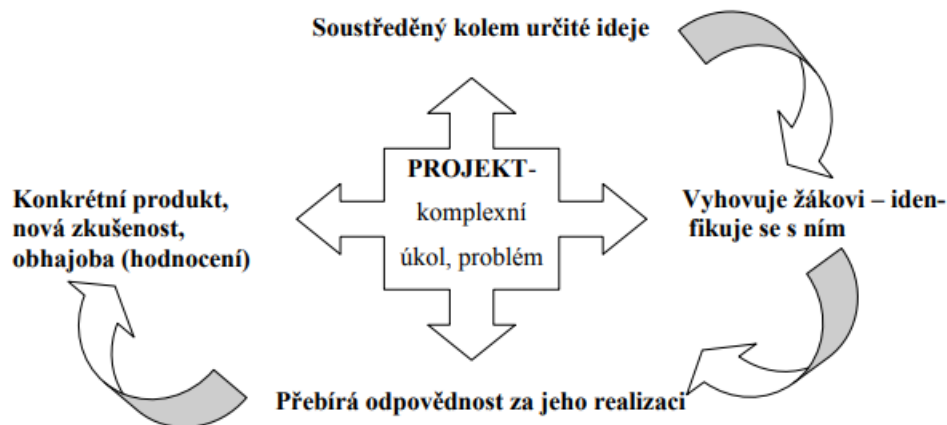 Soustředěný kolem určité ideje
PROJEKT-
komplexní
úkol, problém
Konkrétní produkt,
nová zkušenost,
obhajoba (hodnocení)
Vyhovuje žákovi – iden-
fikuje se s ním
Přebírá odpovědnost za jeho realizaci